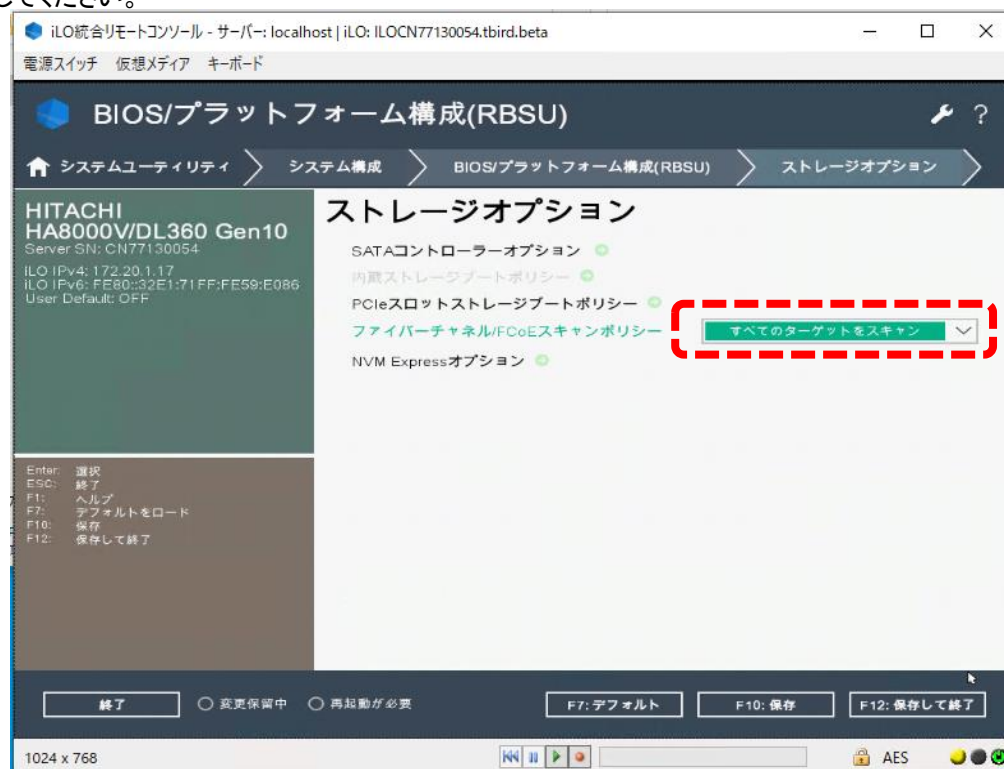 してください。
iLO統合リモートコンソール - サーバー: localhost | iLO: ILOCN77130054.tbird.beta
電源スイッチ 仮想メディア キーボード
BIOS/プラットフォーム構成(RBSU)
?
システムユーティリティ
システム構成
BIOS/プラットフォーム構成(RBSU)
ストレージオプション
HITACHI
HA8000V/DL360 Gen10
Server SN: CN77130054
iLO IPv4: 172.20.1.17
iLO IPv6: FE80::32E1:71FF:FE59:E086
User Default: OFF
Enter: 選択
ESC: 終了
F1: ヘルプ
F7: デフォルトをロード
F10: 保存
F12: 保存して終了
ストレージオプション
SATAコントローラーオプション
内蔵ストレージブートポリシー
PCIeスロットストレージブートポリシー
ファイバーチャネル/FCoEスキャンポリシー すべてのターゲットをスキャン
NVM Expressオプション
終了 変更保留中 再起動が必要 F7: デフォルト F10: 保存 F12: 保存して終了
1024 x 768 AES